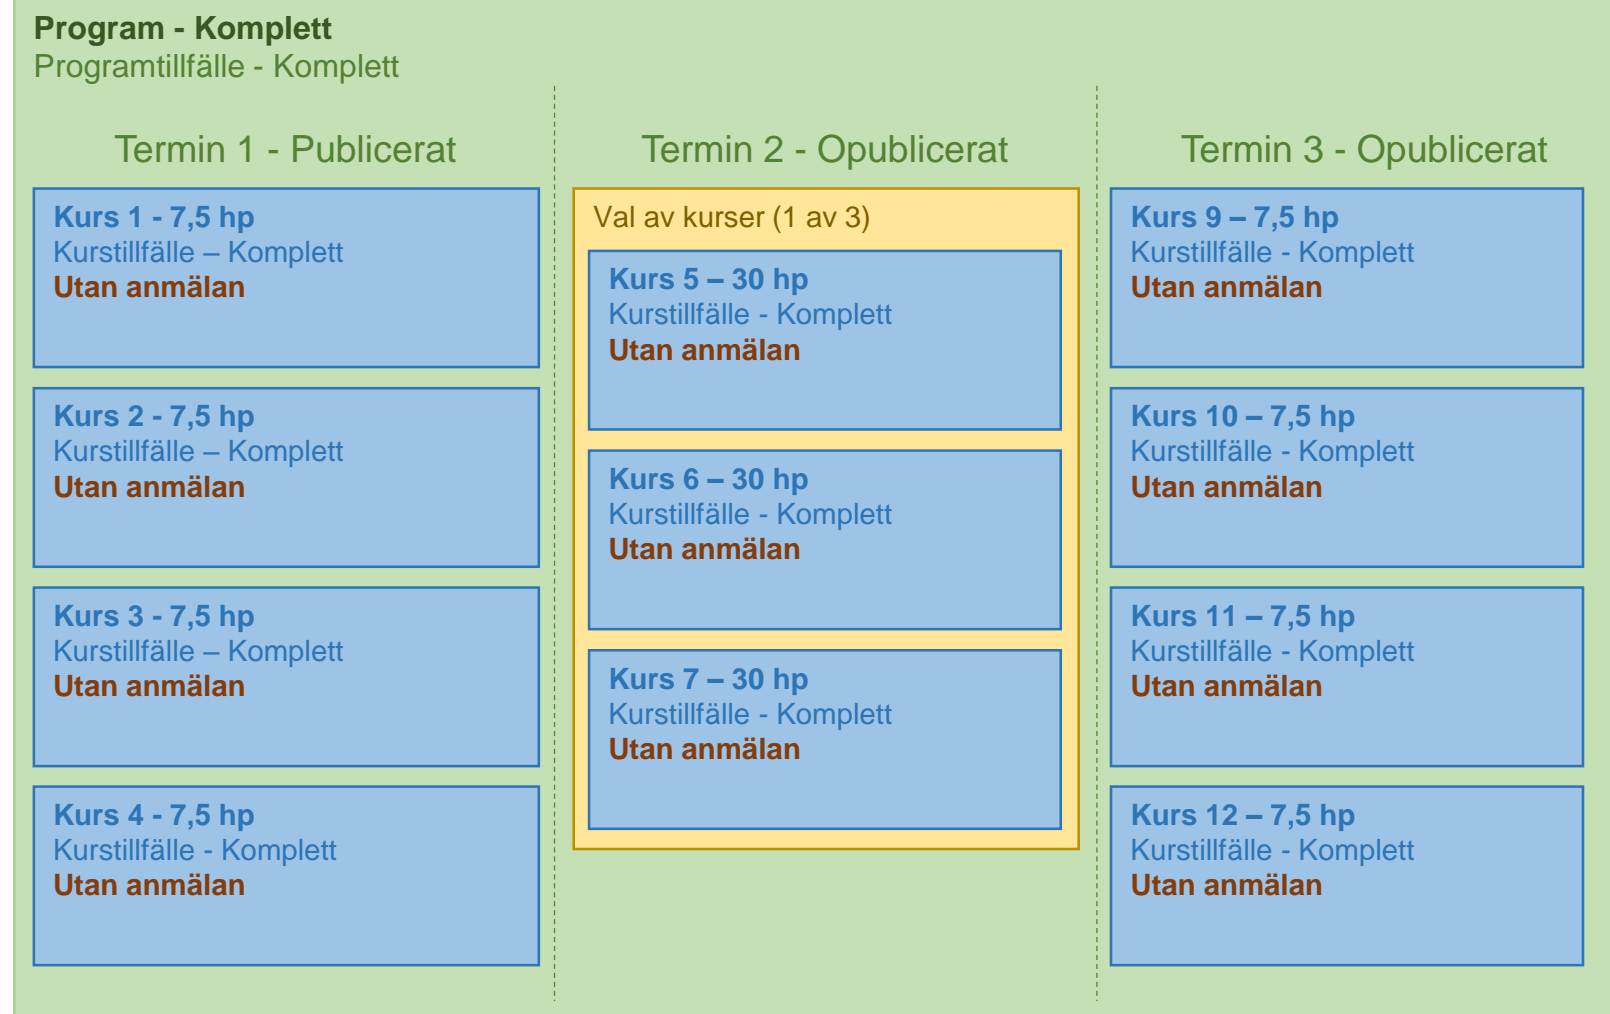 Program - Komplett
Programtillfälle - Komplett
Termin 1 - Publicerat
Kurs 1 - 7,5 hp
Kurstillfälle – Komplett
Utan anmälan
Kurs 2 - 7,5 hp
Kurstillfälle – Komplett
Utan anmälan
Kurs 3 - 7,5 hp
Kurstillfälle – Komplett
Utan anmälan
Kurs 4 - 7,5 hp
Kurstillfälle - Komplett
Utan anmälan
Termin 2 - Opublicerat
Val av kurser (1 av 3)
Kurs 5 – 30 hp
Kurstillfälle - Komplett
Utan anmälan
Kurs 6 – 30 hp
Kurstillfälle - Komplett
Utan anmälan
Kurs 7 – 30 hp
Kurstillfälle - Komplett
Utan anmälan
Termin 3 - Opublicerat
Kurs 9 – 7,5 hp
Kurstillfälle - Komplett
Utan anmälan
Kurs 10 – 7,5 hp
Kurstillfälle - Komplett
Utan anmälan
Kurs 11 – 7,5 hp
Kurstillfälle - Komplett
Utan anmälan
Kurs 12 – 7,5 hp
Kurstillfälle - Komplett
Utan anmälan